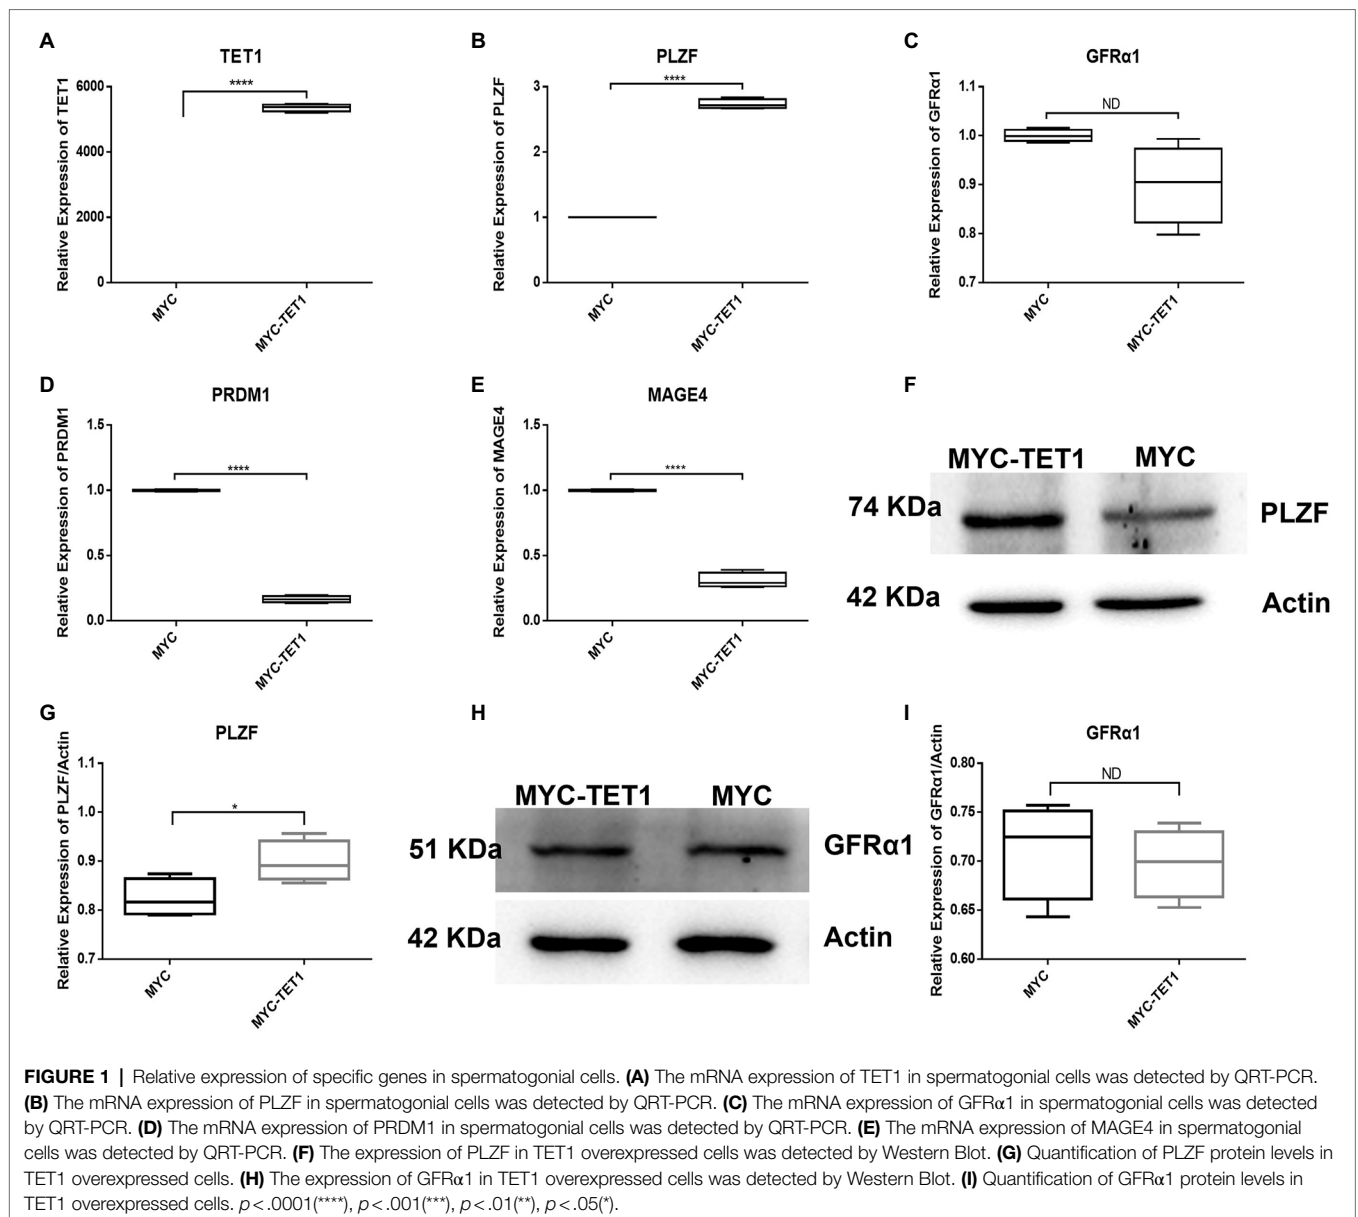 A
TET1
Relative Expression of TET1
6000
4000
2000
0
****
MYC
MYC-TET1
B
PLZF
Relative Expression of PLZF
3
2
1
0
****
MYC
MYC-TET1
C
GFRα1
Relative Expression of GFRα1
1.1
1.0
0.9
0.8
0.7
ND
MYC
MYC-TET1
D
PRDM1
Relative Expression of PRDM1
1.5
1.0
0.5
0.0
****
MYC
MYC-TET1
E
MAGE4
Relative Expression of MAGE4
1.5
1.0
0.5
0.0
****
MYC
MYC-TET1
F
MYC-TET1 MYC
74 KDa PLZF
42 KDa Actin
G
PLZF
Relative Expression of PLZF/Actin
1.1
1.0
0.9
0.8
0.7
*
MYC
MYC-TET1
H
MYC-TET1 MYC
51 KDa GFRα1
42 KDa Actin
I
GFRα1
Relative Expression of GFRα1/Actin
0.80
0.75
0.70
0.65
0.60
ND
MYC
MYC-TET1
FIGURE 1 | Relative expression of specific genes in spermatogonial cells. (A) The mRNA expression of TET1 in spermatogonial cells was detected by QRT-PCR.
(B) The mRNA expression of PLZF in spermatogonial cells was detected by QRT-PCR. (C) The mRNA expression of GFRα1 in spermatogonial cells was detected
by QRT-PCR. (D) The mRNA expression of PRDM1 in spermatogonial cells was detected by QRT-PCR. (E) The mRNA expression of MAGE4 in spermatogonial
cells was detected by QRT-PCR. (F) The expression of PLZF in TET1 overexpressed cells was detected by Western Blot. (G) Quantification of PLZF protein levels in
TET1 overexpressed cells. (H) The expression of GFRα1 in TET1 overexpressed cells was detected by Western Blot. (I) Quantification of GFRα1 protein levels in
TET1 overexpressed cells. p < .0001(****), p < .001(***), p < .01(**), p < .05(*).